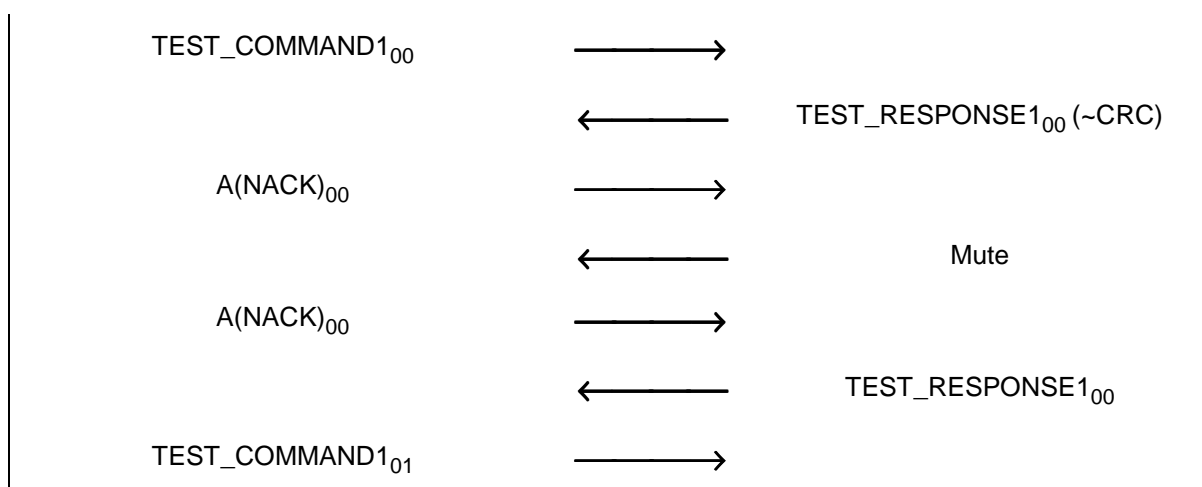 TEST_COMMAND1₀₀
TEST_RESPONSE1₀₀ (~CRC)
A(NACK)₀₀
Mute
A(NACK)₀₀
TEST_RESPONSE1₀₀
TEST_COMMAND1₀₁